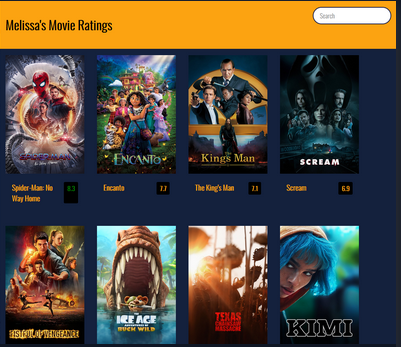 Search
Melissa's Movie Ratings
SPIDER-MAN
ENCANTO
The
King's Man
SCREAM
Spider-Man: No
Way Home
8.3
Encanto
7.7
The King's Man
7.1
Scream
6.9
FISTFUL OF VENGEANCE
ICE AGE
ADVENTURES OF
BUCK WILD
TEXAS
CHAINSAW
MASSACRE
KIMI